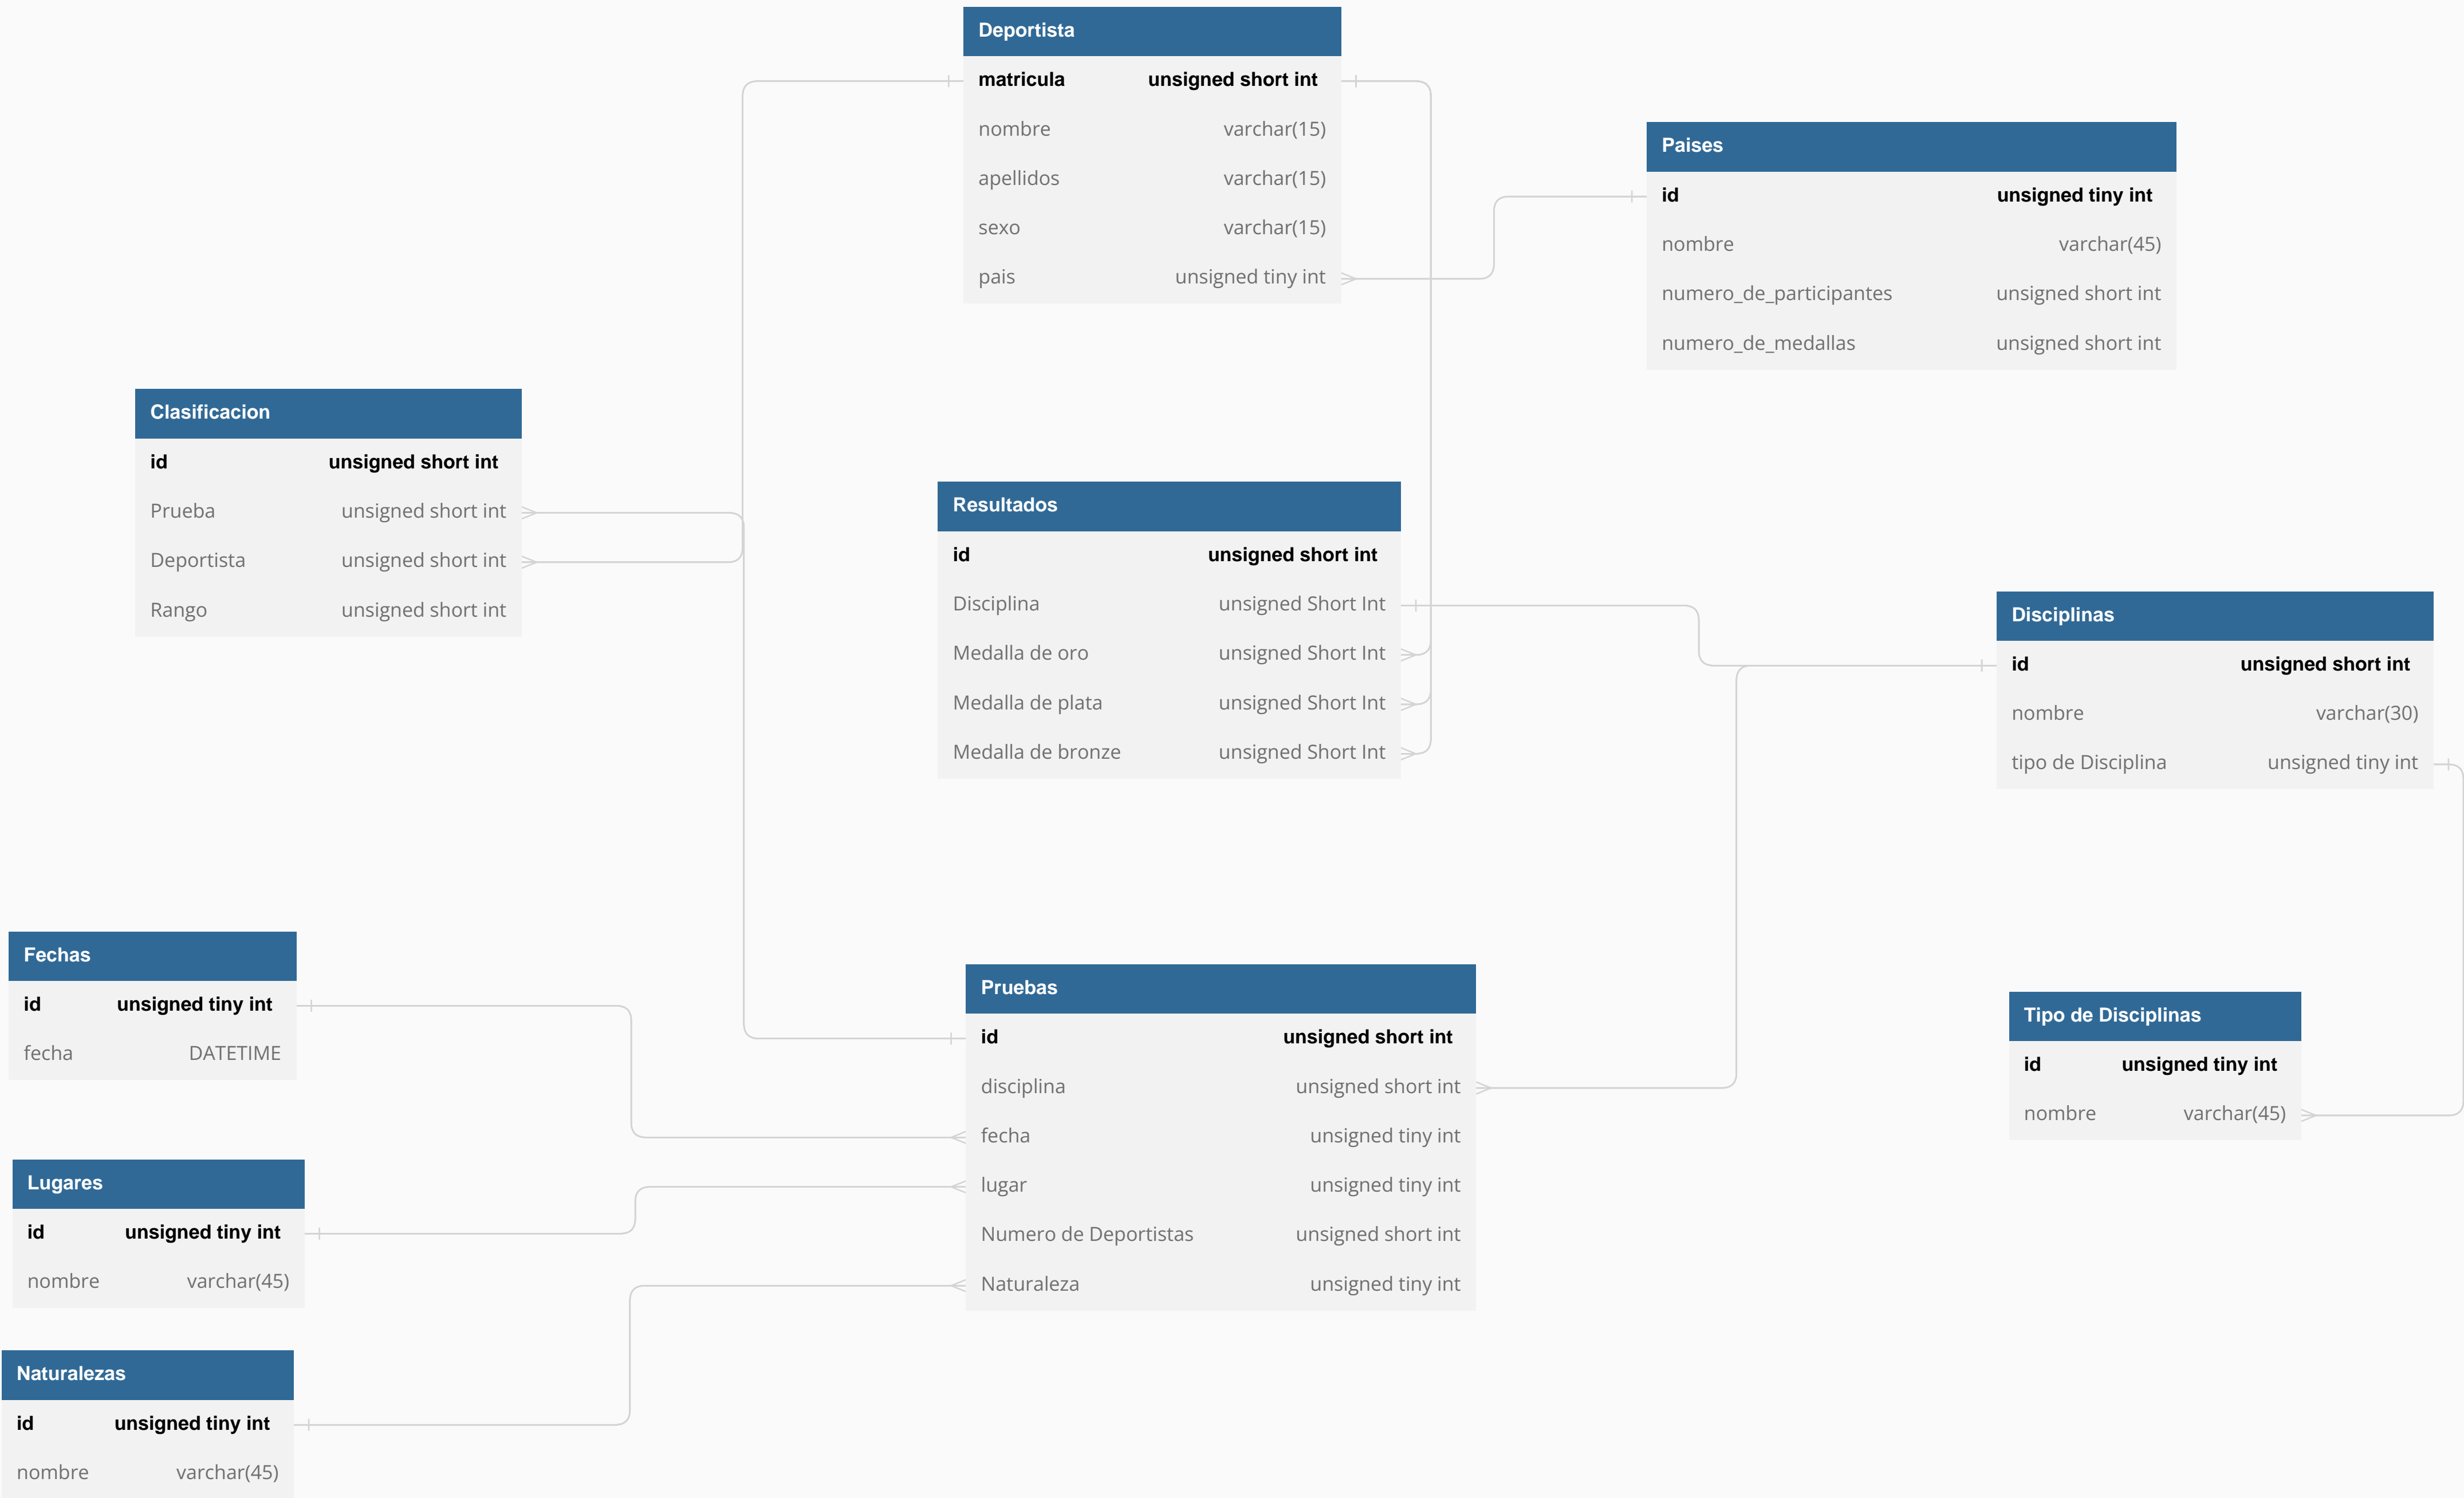 Deportista
matricula unsigned short int
nombre varchar(15)
apellidos varchar(15)
sexo varchar(15)
pais unsigned tiny int
Paises
id unsigned tiny int
nombre varchar(45)
numero_de_participantes unsigned short int
numero_de_medallas unsigned short int
Clasificacion
id unsigned short int
Prueba unsigned short int
Deportista unsigned short int
Rango unsigned short int
Resultados
id unsigned short int
Disciplina unsigned Short Int
Medalla de oro unsigned Short Int
Medalla de plata unsigned Short Int
Medalla de bronze unsigned Short Int
Disciplinas
id unsigned short int
nombre varchar(30)
tipo de Disciplina unsigned tiny int
Fechas
id unsigned tiny int
fecha DATETIME
Pruebas
id unsigned short int
disciplina unsigned short int
fecha unsigned tiny int
lugar unsigned tiny int
Numero de Deportistas unsigned short int
Naturaleza unsigned tiny int
Tipo de Disciplinas
id unsigned tiny int
nombre varchar(45)
Lugares
id unsigned tiny int
nombre varchar(45)
Naturalezas
id unsigned tiny int
nombre varchar(45)